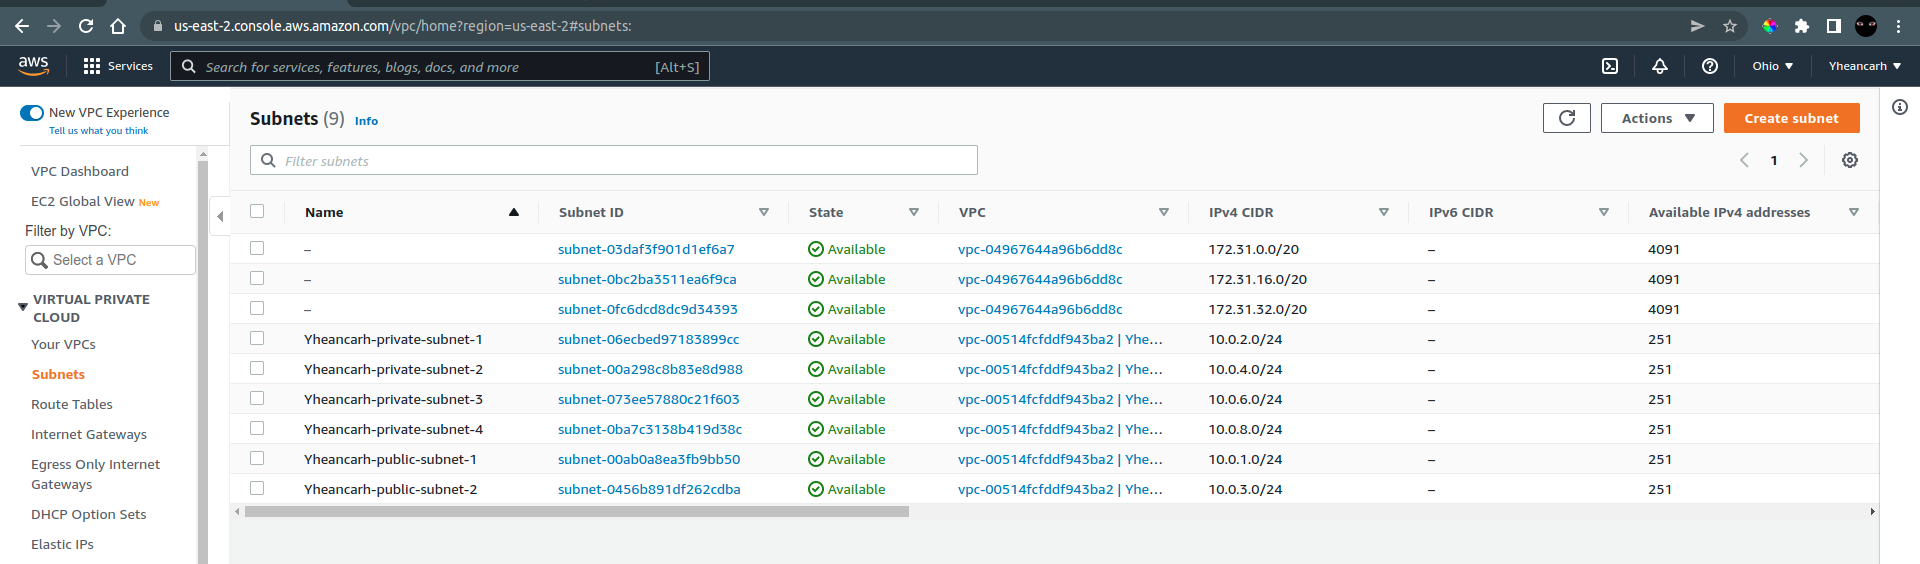 us-east-2.console.aws.amazon.com/vpc/home?region=us-east-2#subnets:
aws Services Search for services, features, blogs, docs, and more [Alt+S] Ohio Yheancarh
New VPC Experience
Tell us what you think
VPC Dashboard
EC2 Global View New
Filter by VPC:
Select a VPC
VIRTUAL PRIVATE
CLOUD
Your VPCs
Subnets
Route Tables
Internet Gateways
Egress Only Internet
Gateways
DHCP Option Sets
Elastic IPs
Subnets (9) Info Actions Create subnet
Filter subnets 1
Name Subnet ID State VPC IPv4 CIDR IPv6 CIDR Available IPv4 addresses
– subnet-03daf3f901d1ef6a7 Available vpc-04967644a96b6dd8c 172.31.0.0/20 – 4091
– subnet-0bc2ba3511ea6f9ca Available vpc-04967644a96b6dd8c 172.31.16.0/20 – 4091
– subnet-0fc6dcd8dc9d34393 Available vpc-04967644a96b6dd8c 172.31.32.0/20 – 4091
Yheancarh-private-subnet-1 subnet-06ecbed97183899cc Available vpc-00514fcfddf943ba2 | Yhe... 10.0.2.0/24 – 251
Yheancarh-private-subnet-2 subnet-00a298c8b83e8d988 Available vpc-00514fcfddf943ba2 | Yhe... 10.0.4.0/24 – 251
Yheancarh-private-subnet-3 subnet-073ee57880c21f603 Available vpc-00514fcfddf943ba2 | Yhe... 10.0.6.0/24 – 251
Yheancarh-private-subnet-4 subnet-0ba7c3138b419d38c Available vpc-00514fcfddf943ba2 | Yhe... 10.0.8.0/24 – 251
Yheancarh-public-subnet-1 subnet-00ab0a8ea3fb9bb50 Available vpc-00514fcfddf943ba2 | Yhe... 10.0.1.0/24 – 251
Yheancarh-public-subnet-2 subnet-0456b891df262cdba Available vpc-00514fcfddf943ba2 | Yhe... 10.0.3.0/24 – 251